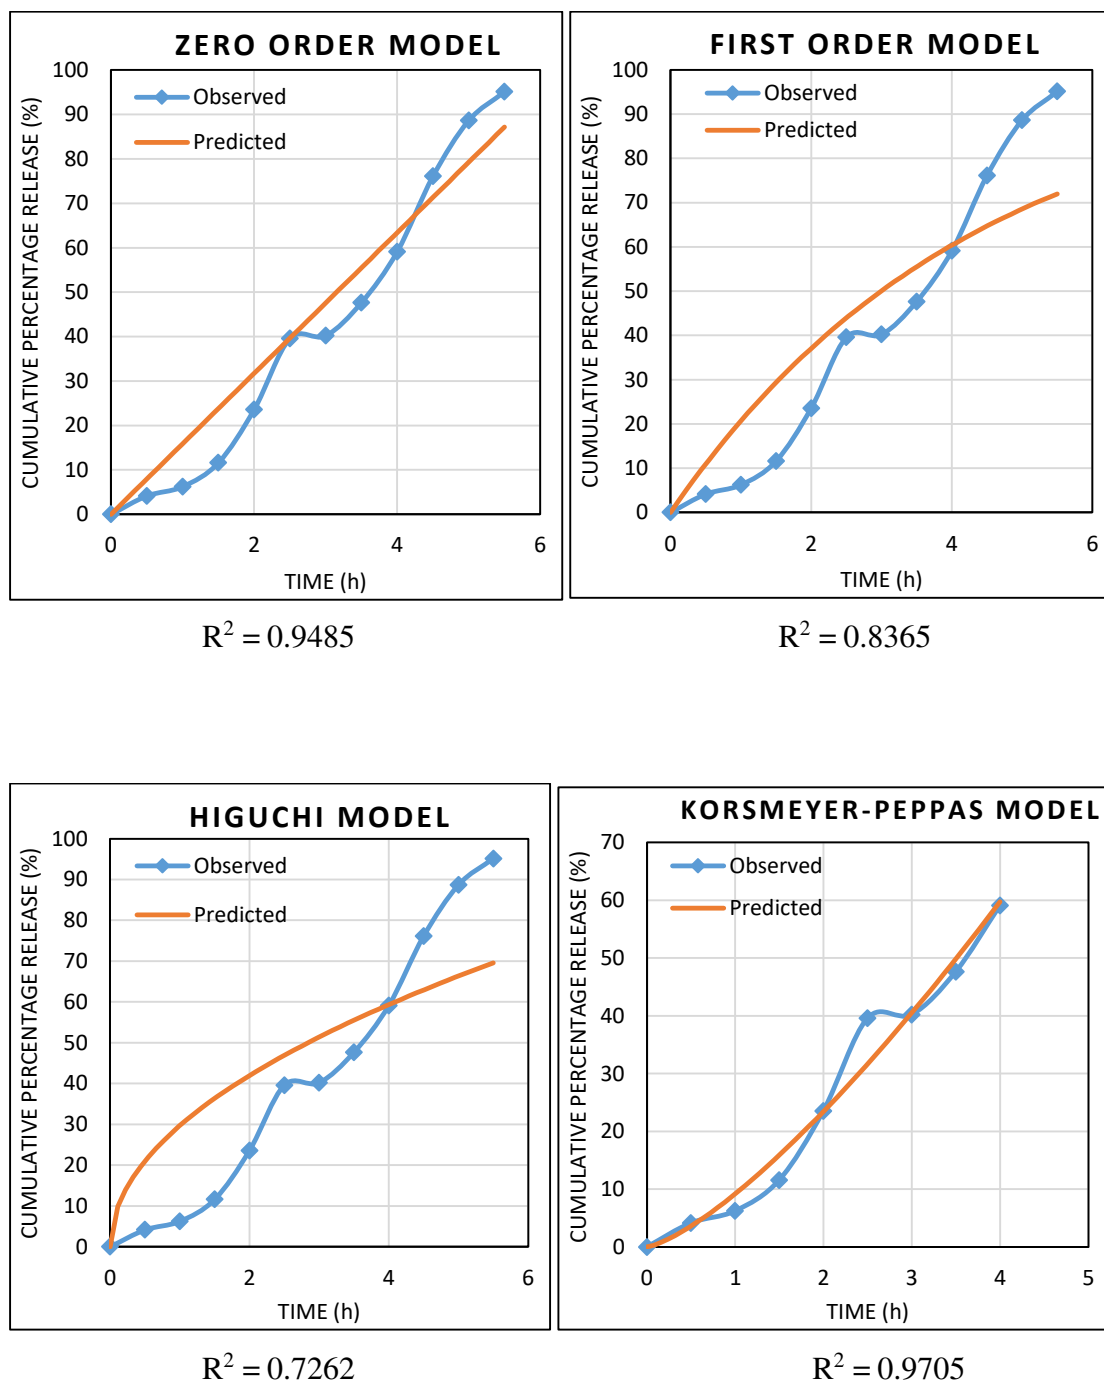 ZERO ORDER MODEL
CUMULATIVE PERCENTAGE RELEASE (%)
100
90
80
70
60
50
40
30
20
10
0
Observed
Predicted
0 2 4 6
TIME (h)
R² = 0.9485
FIRST ORDER MODEL
CUMULATIVE PERCENTAGE RELEASE (%)
100
90
80
70
60
50
40
30
20
10
0
Observed
Predicted
0 2 4 6
TIME (h)
R² = 0.8365
HIGUCHI MODEL
CUMULATIVE PERCENTAGE RELEASE (%)
100
90
80
70
60
50
40
30
20
10
0
Observed
Predicted
0 2 4 6
TIME (h)
R² = 0.7262
KORSMEYER-PEPPAS MODEL
CUMULATIVE PERCENTAGE RELEASE (%)
70
60
50
40
30
20
10
0
Observed
Predicted
0 1 2 3 4 5
TIME (h)
R² = 0.9705